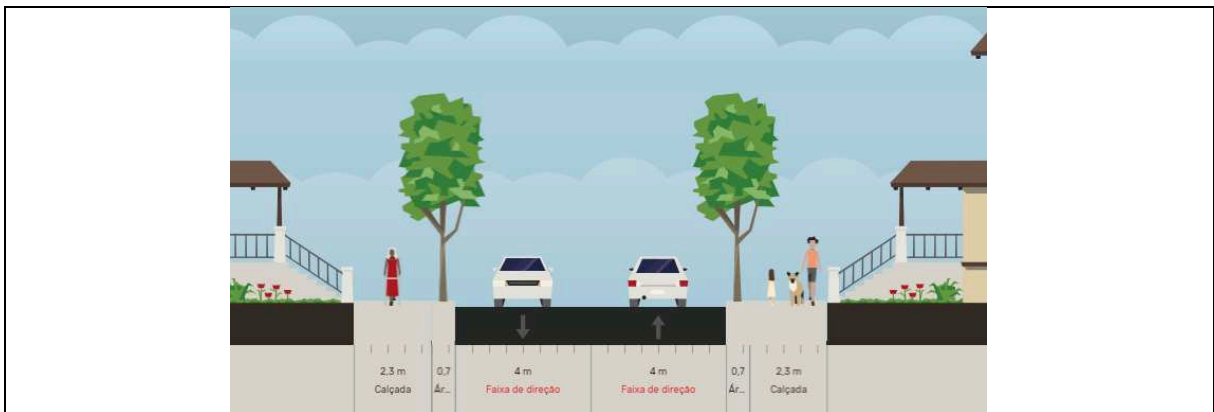 2,3 m
Calçada
0,7
Ár...
4 m
Faixa de direção
4 m
Faixa de direção
0,7
Ár...
2,3 m
Calçada